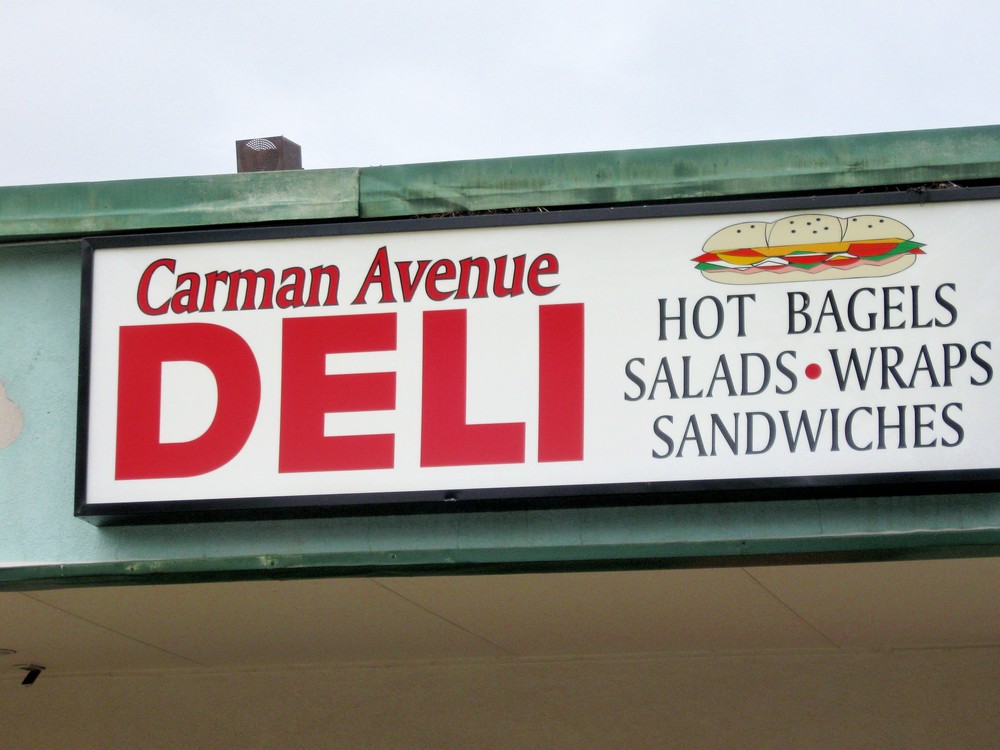 Carman Avenue
DELI
HOT BAGELS
SALADS • WRAPS
SANDWICHES